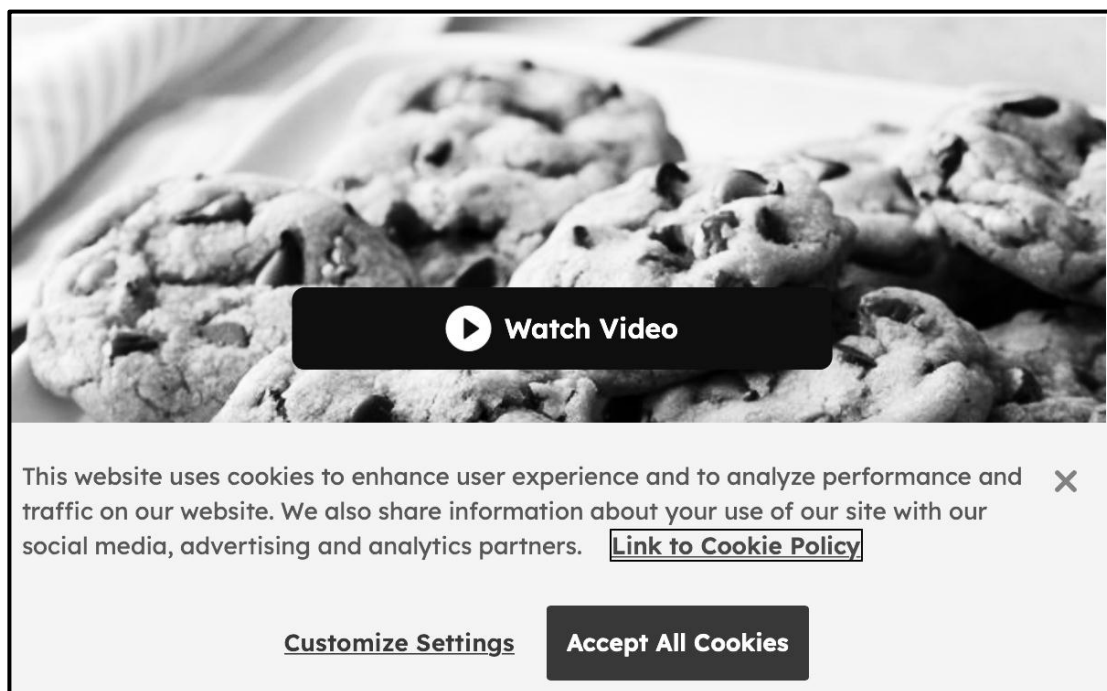 Watch Video
This website uses cookies to enhance user experience and to analyze performance and
traffic on our website. We also share information about your use of our site with our
social media, advertising and analytics partners. Link to Cookie Policy
Customize Settings Accept All Cookies